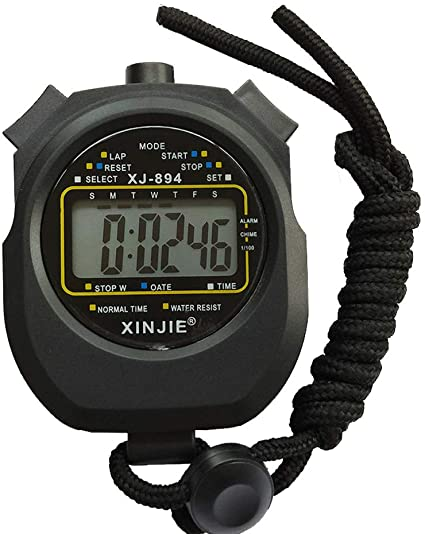 MODE
LAP START
RESET STOP
SELECT XJ-894 SET
S M T W T F S
0:0246
ALARM
CHIME
1/100
STOP W OATE TIME
NORMAL TIME WATER RESIST
XINJIE®